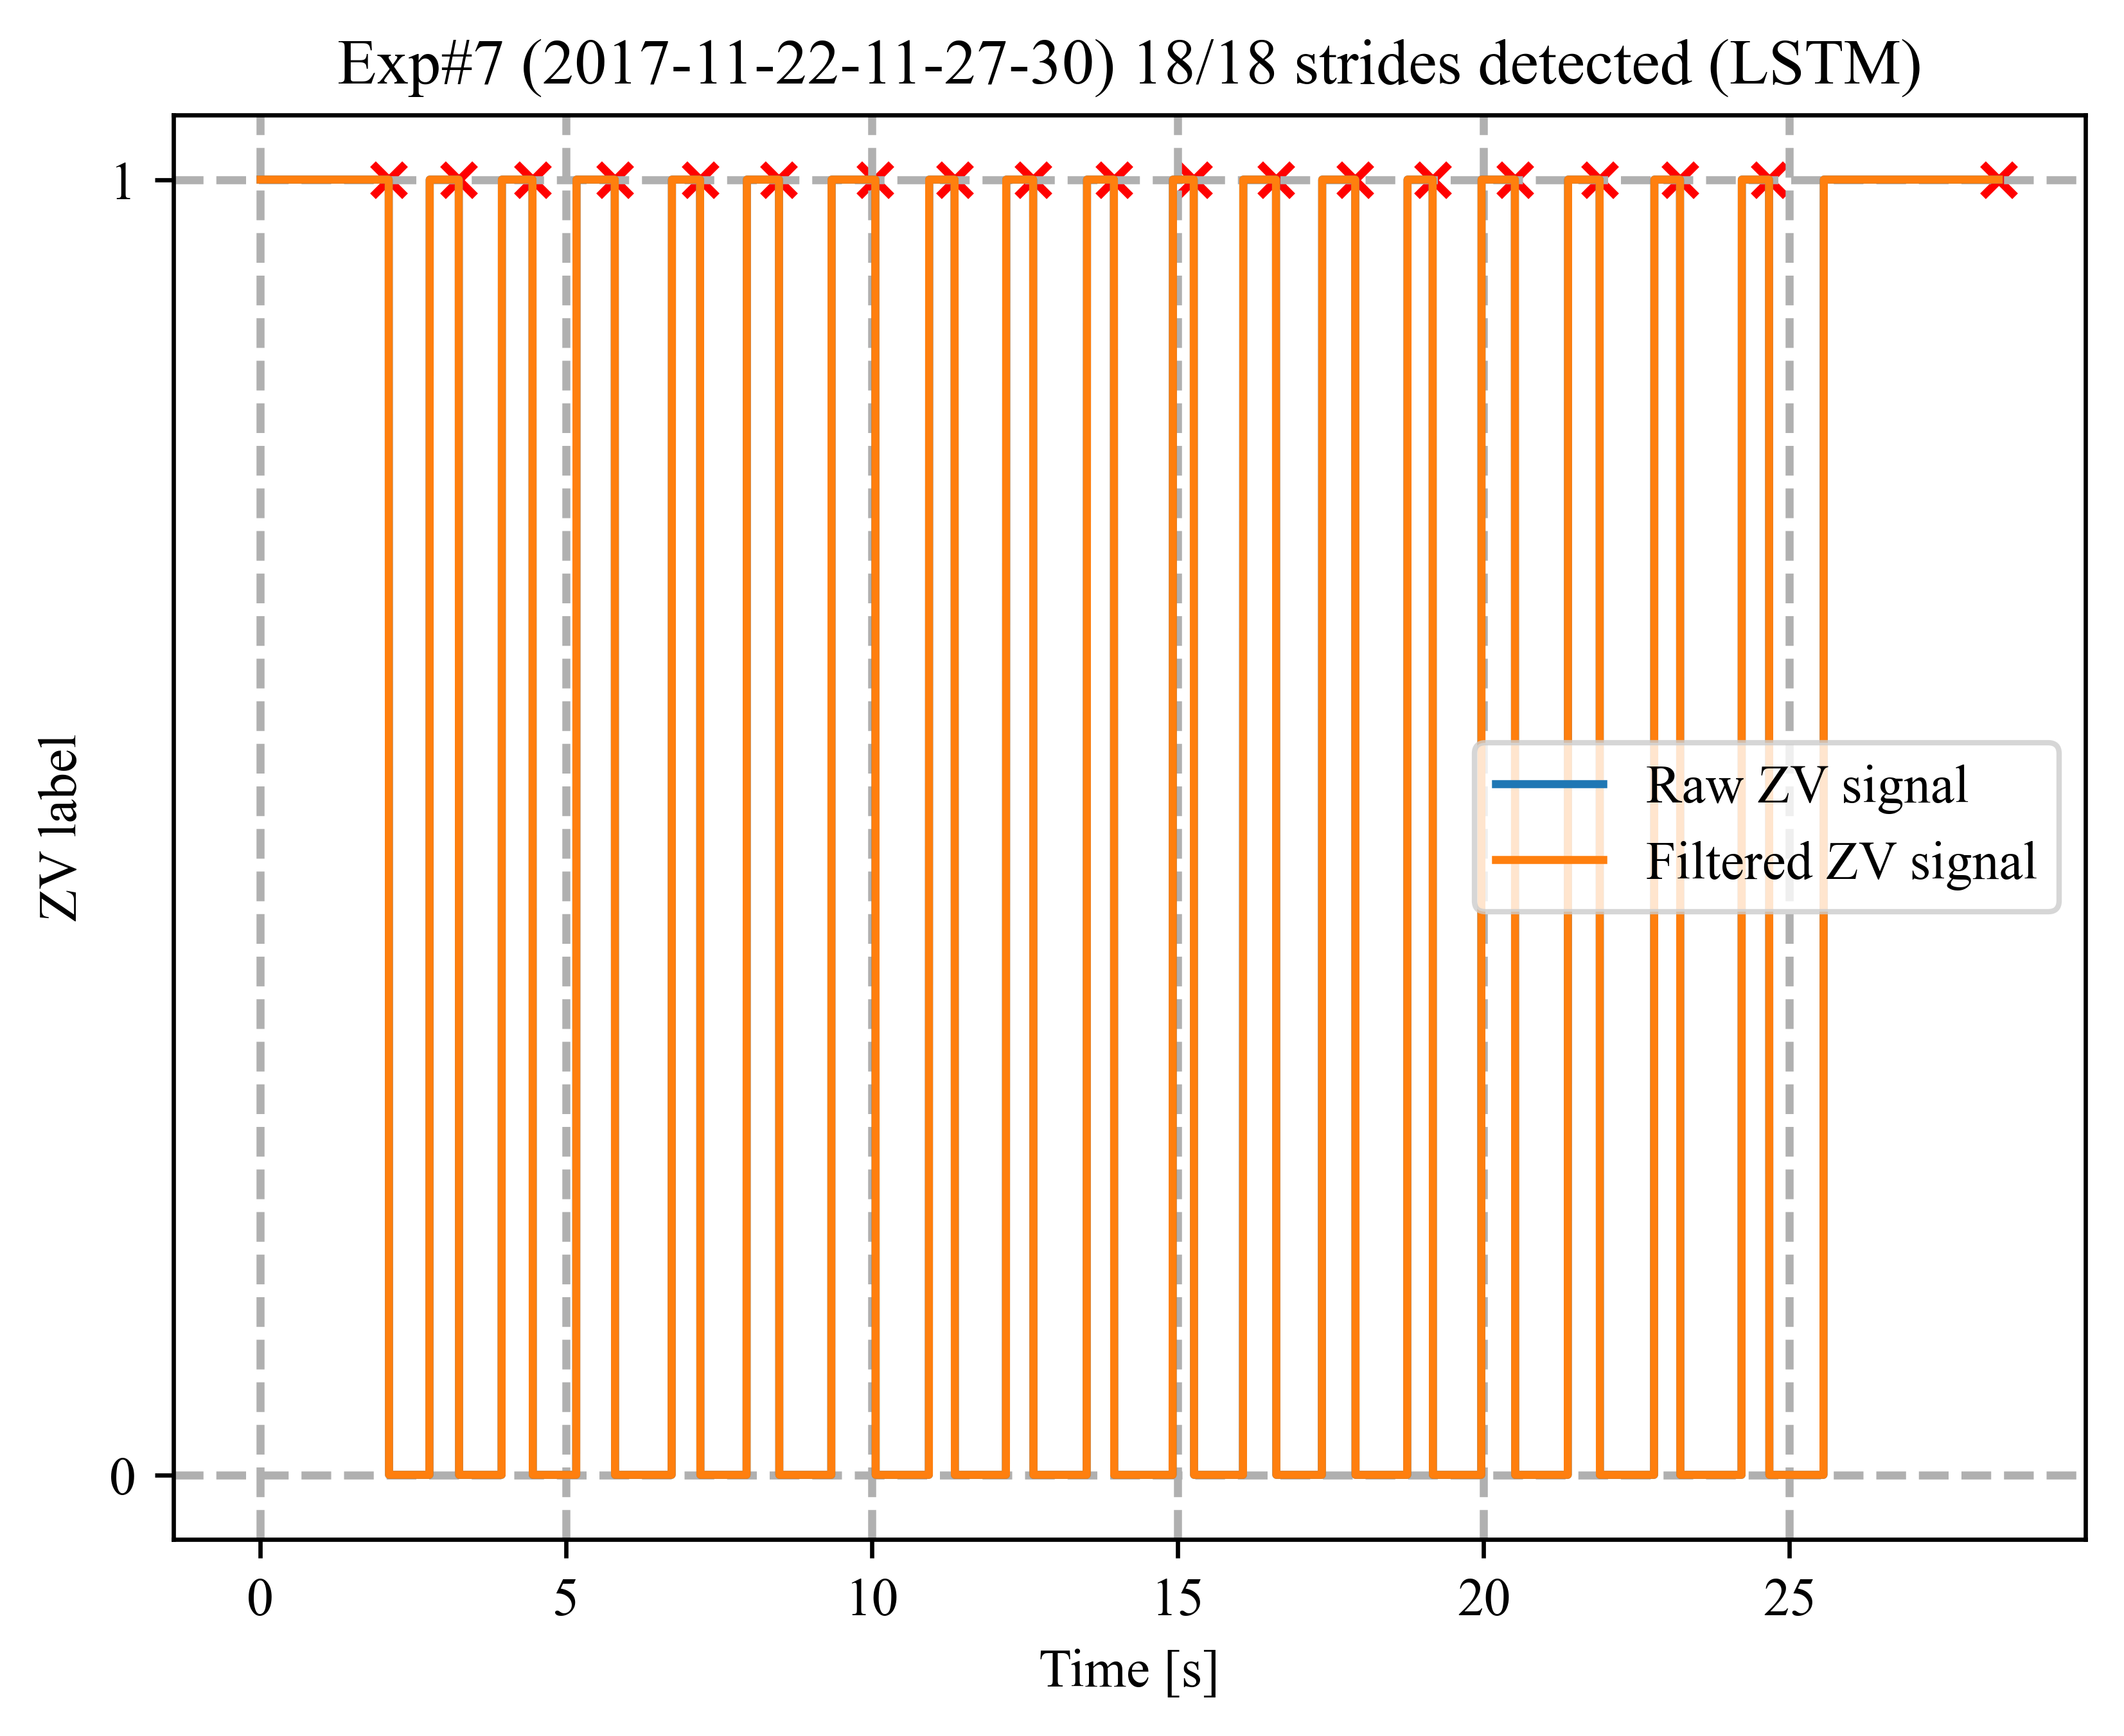 Exp#7 (2017-11-22-11-27-30) 18/18 strides detected (LSTM)
1
ZV label
Raw ZV signal
Filtered ZV signal
0
0 5 10 15 20 25
Time [s]